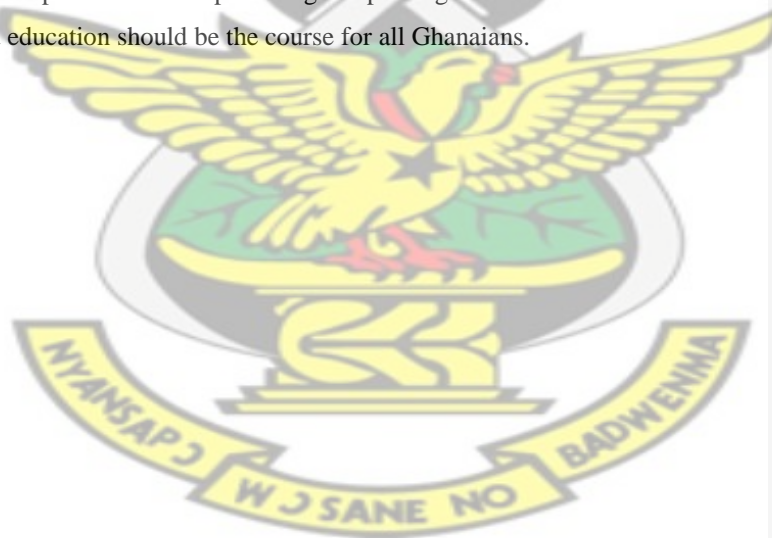 education should be the course for all Ghanaians.
NYANSAPƆ
WƆSANE NO
BADWENMA